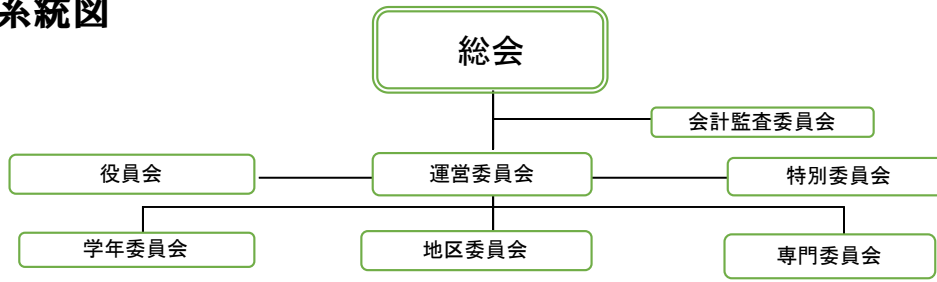 系統図
総会
会計監査委員会
役員会
運営委員会
特別委員会
学年委員会
地区委員会
専門委員会